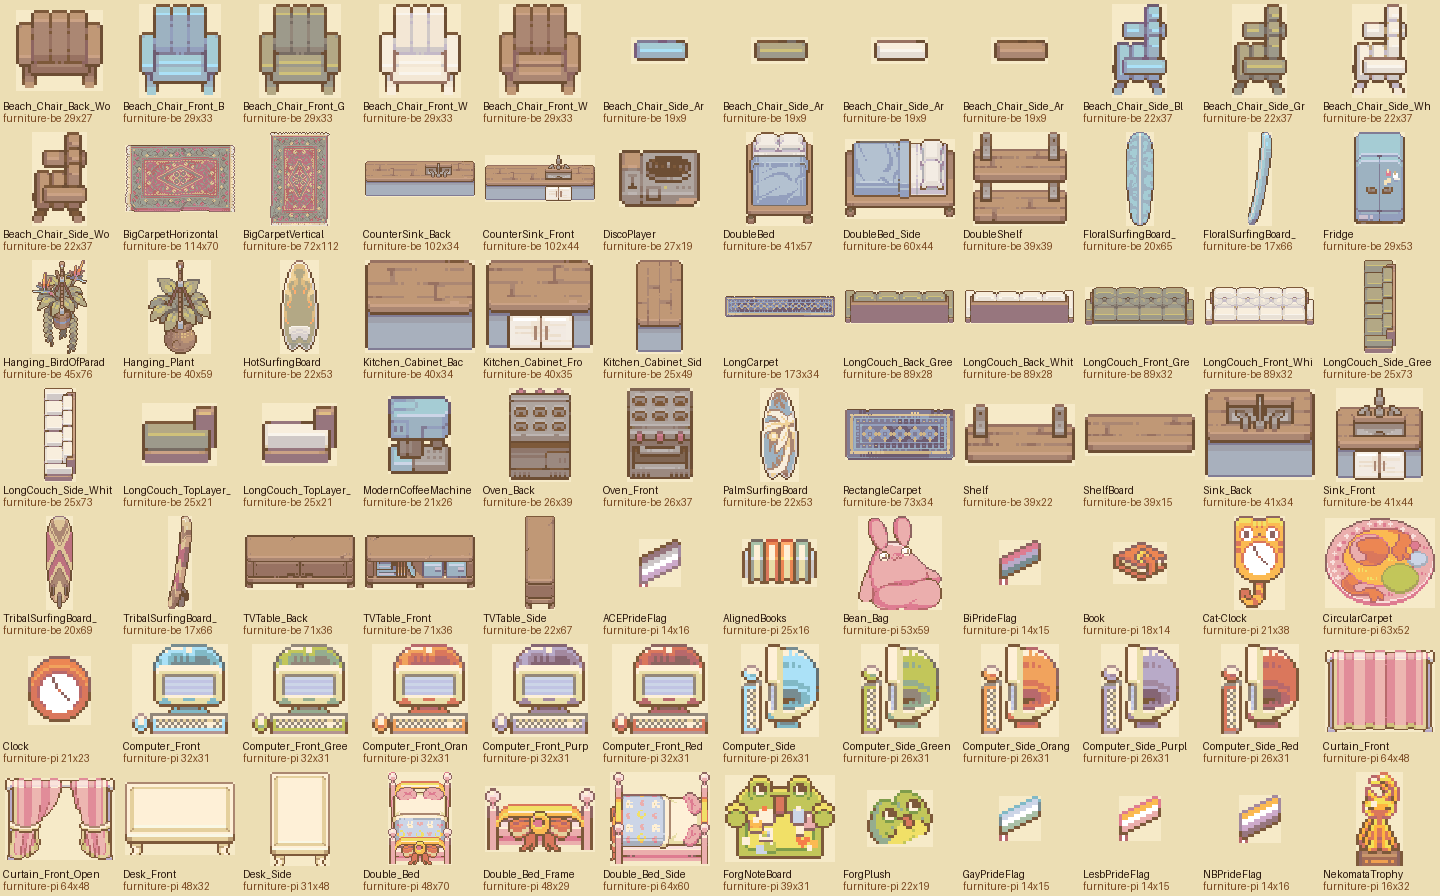 Beach_Chair_Back_Wo Beach_Chair_Front_B Beach_Chair_Front_G Beach_Chair_Front_W Beach_Chair_Front_W Beach_Chair_Side_Ar Beach_Chair_Side_Ar Beach_Chair_Side_Ar Beach_Chair_Side_Ar Beach_Chair_Side_Bl Beach_Chair_Side_Gr Beach_Chair_Side_Wh
furniture-be 29x27 furniture-be 29x33 furniture-be 29x33 furniture-be 29x33 furniture-be 29x33 furniture-be 19x9 furniture-be 19x9 furniture-be 19x9 furniture-be 19x9 furniture-be 22x37 furniture-be 22x37 furniture-be 22x37
Beach_Chair_Side_Wo BigCarpetHorizontal BigCarpetVertical CounterSink_Back CounterSink_Front DiscoPlayer DoubleBed DoubleBed_Side DoubleShelf FloralSurfingBoard_ FloralSurfingBoard_ Fridge
furniture-be 22x37 furniture-be 114x70 furniture-be 72x112 furniture-be 102x34 furniture-be 102x44 furniture-be 27x19 furniture-be 41x57 furniture-be 60x44 furniture-be 39x39 furniture-be 20x65 furniture-be 17x66 furniture-be 29x53
Hanging_BirdOfParad Hanging_Plant HotSurfingBoard Kitchen_Cabinet_Bac Kitchen_Cabinet_Fro Kitchen_Cabinet_Sid LongCarpet LongCouch_Back_Gree LongCouch_Back_Whit LongCouch_Front_Gre LongCouch_Front_Whi LongCouch_Side_Gree
furniture-be 45x76 furniture-be 40x59 furniture-be 22x53 furniture-be 40x34 furniture-be 40x35 furniture-be 25x49 furniture-be 173x34 furniture-be 89x28 furniture-be 89x28 furniture-be 89x32 furniture-be 89x32 furniture-be 25x73
LongCouch_Side_Whit LongCouch_TopLayer_ LongCouch_TopLayer_ ModernCoffeeMachine Oven_Back Oven_Front PalmSurfingBoard RectangleCarpet Shelf ShelfBoard Sink_Back Sink_Front
furniture-be 25x73 furniture-be 25x21 furniture-be 25x21 furniture-be 21x26 furniture-be 26x39 furniture-be 26x37 furniture-be 22x53 furniture-be 73x34 furniture-be 39x22 furniture-be 39x15 furniture-be 41x34 furniture-be 41x44
TribalSurfingBoard_ TribalSurfingBoard_ TVTable_Back TVTable_Front TVTable_Side ACEPrideFlag AlignedBooks Bean_Bag BiPrideFlag Book Cat-Clock CircularCarpet
furniture-be 20x69 furniture-be 17x66 furniture-be 71x36 furniture-be 71x36 furniture-be 22x67 furniture-pi 14x16 furniture-pi 25x16 furniture-pi 53x59 furniture-pi 14x15 furniture-pi 18x14 furniture-pi 21x38 furniture-pi 63x52
Clock Computer_Front Computer_Front_Gree Computer_Front_Oran Computer_Front_Purp Computer_Front_Red Computer_Side Computer_Side_Green Computer_Side_Orang Computer_Side_Purpl Computer_Side_Red Curtain_Front
furniture-pi 21x23 furniture-pi 32x31 furniture-pi 32x31 furniture-pi 32x31 furniture-pi 32x31 furniture-pi 32x31 furniture-pi 26x31 furniture-pi 26x31 furniture-pi 26x31 furniture-pi 26x31 furniture-pi 26x31 furniture-pi 64x48
Curtain_Front_Open Desk_Front Desk_Side Double_Bed Double_Bed_Frame Double_Bed_Side ForgNoteBoard ForgPlush GayPrideFlag LesbPrideFlag NBPrideFlag NekomataTrophy
furniture-pi 64x48 furniture-pi 48x32 furniture-pi 31x48 furniture-pi 48x70 furniture-pi 48x29 furniture-pi 64x60 furniture-pi 39x31 furniture-pi 22x19 furniture-pi 14x15 furniture-pi 14x15 furniture-pi 14x16 furniture-pi 16x32